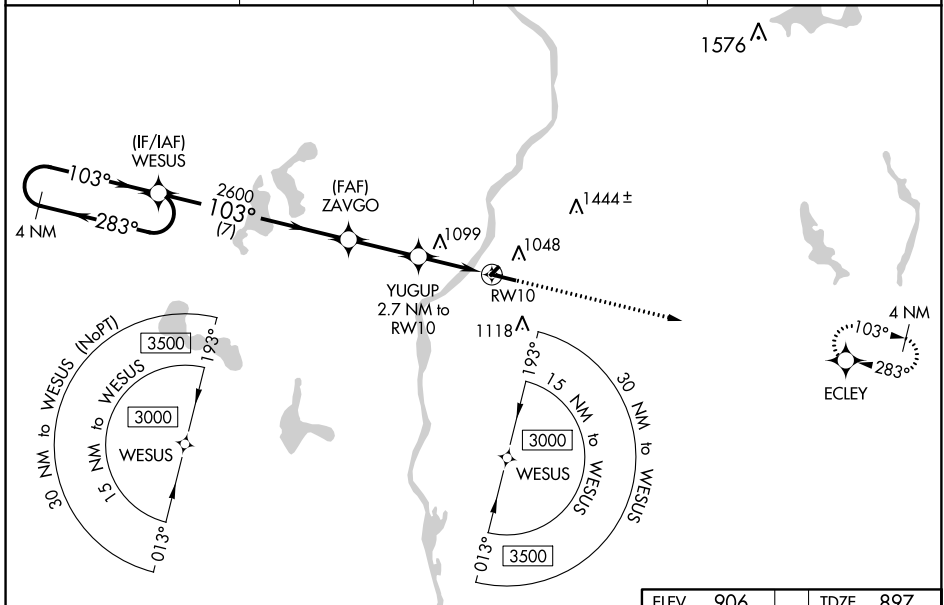 1576
(IF/IAF)
WESUS
103°
283°
4 NM
2600
103°
(7)
(FAF)
ZAVGO
1444 ±
1099
1048
YUGUP
2.7 NM to
RW10
RW10
1118
4 NM
103°
283°
ECLEY
30 NM to WESUS (NoPT)
3500
193°
15 NM to WESUS
3000
WESUS
013°
193°
15 NM to WESUS
30 NM to WESUS
3000
WESUS
013°
3500
ELEV 906
TDZE 897